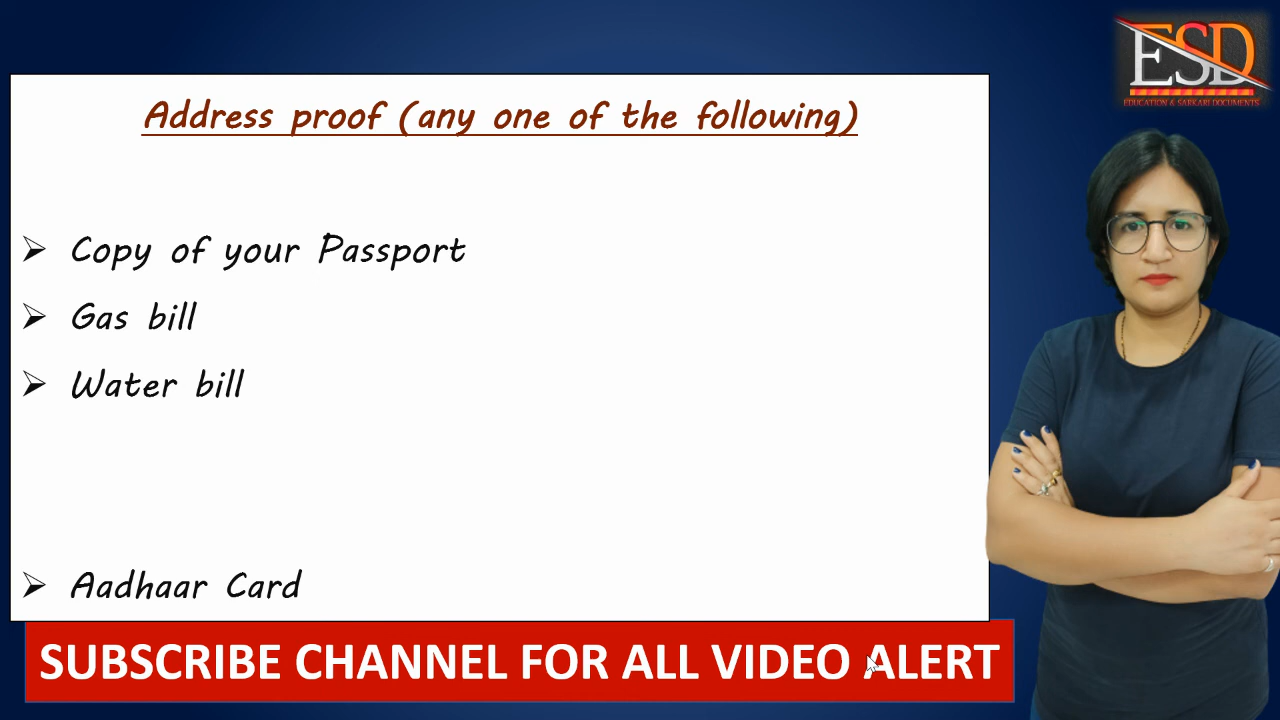 ESD
EDUCATION & SARKARI DOCUMENTS
Address proof (any one of the following)
➢ Copy of your Passport
➢ Gas bill
➢ Water bill
➢ Aadhaar Card
SUBSCRIBE CHANNEL FOR ALL VIDEO ALERT